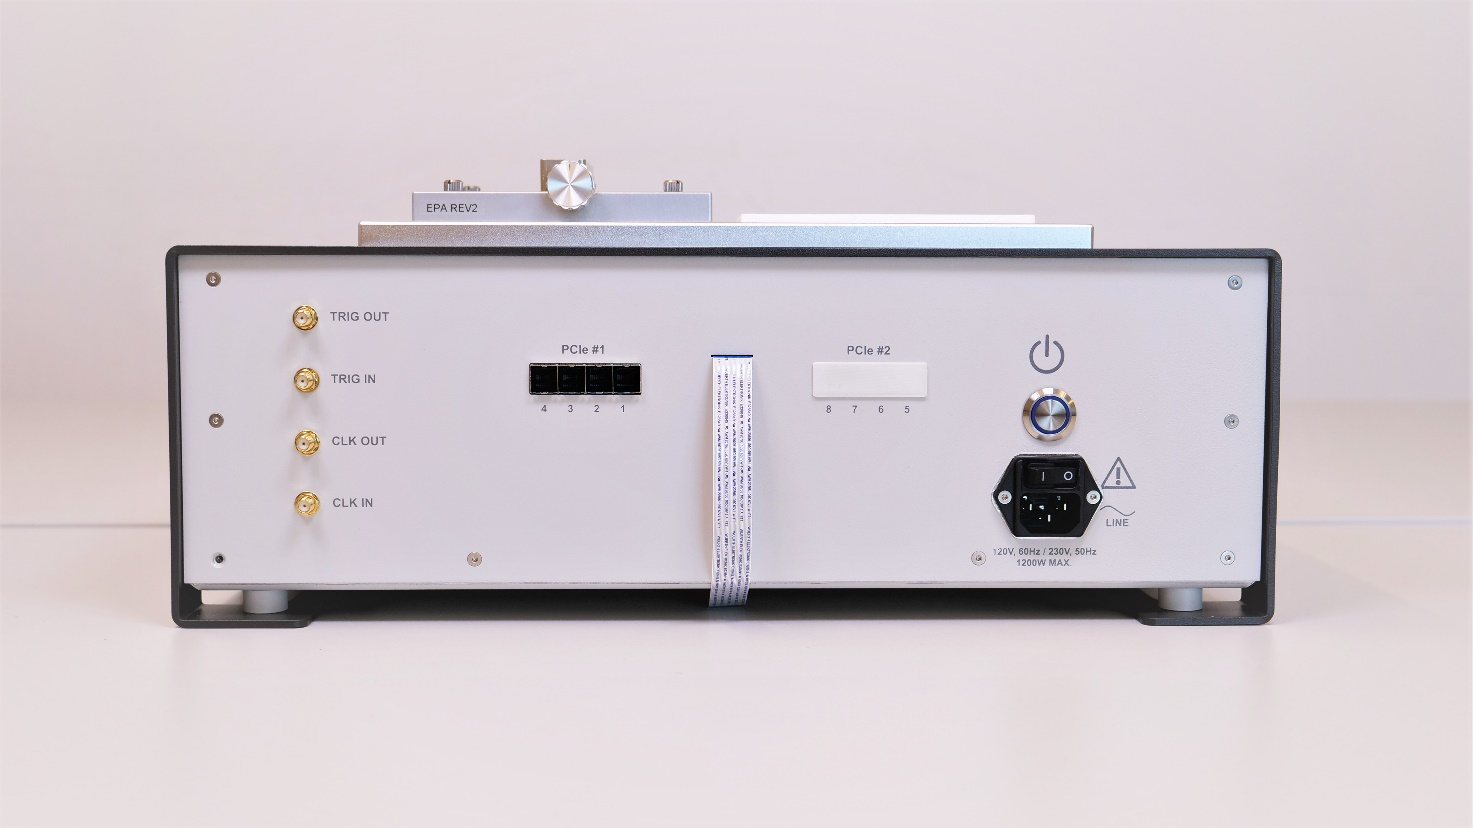 EPA REV2
TRIG OUT
TRIG IN
CLK OUT
CLK IN
PCIe #1
4 3 2 1
PCIe #2
8 7 6 5
I O
LINE
120V, 60Hz / 230V, 50Hz
1200W MAX.